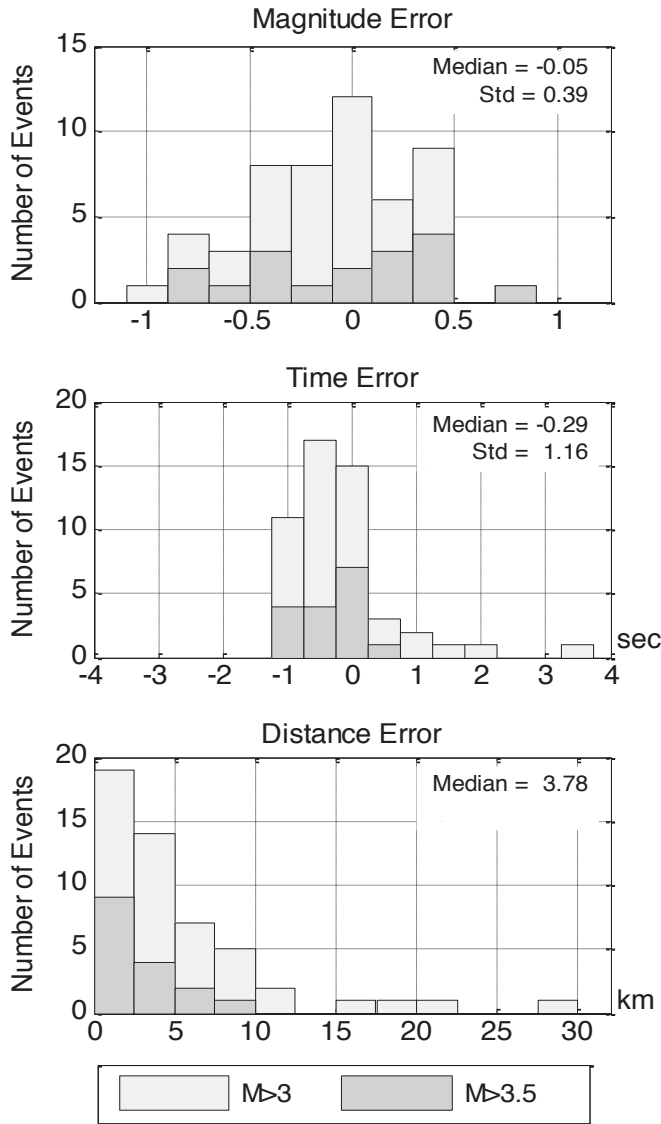 Magnitude Error
15
10
5
0
Number of Events
Median = -0.05
Std = 0.39
-1 -0.5 0 0.5 1
Time Error
20
15
10
5
0
Number of Events
Median = -0.29
Std = 1.16
-4 -3 -2 -1 0 1 2 3 4
sec
Distance Error
20
15
10
5
0
Number of Events
Median = 3.78
0 5 10 15 20 25 30
km
M>3 M>3.5